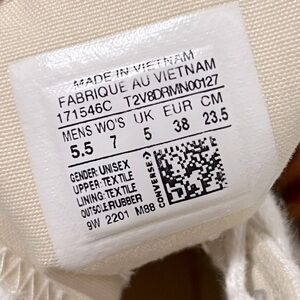 MADE IN VIETNAM
FABRIQUE AU VIETNAM
171546C T2V8DRMN00127
MENS WO'S UK EUR CM
5.5 7 5 38 23.5
GENDER: UNISEX
UPPER: TEXTILE
LINING: TEXTILE
OUTSOLE: RUBBER
9W 2201 M88
CONVERSE